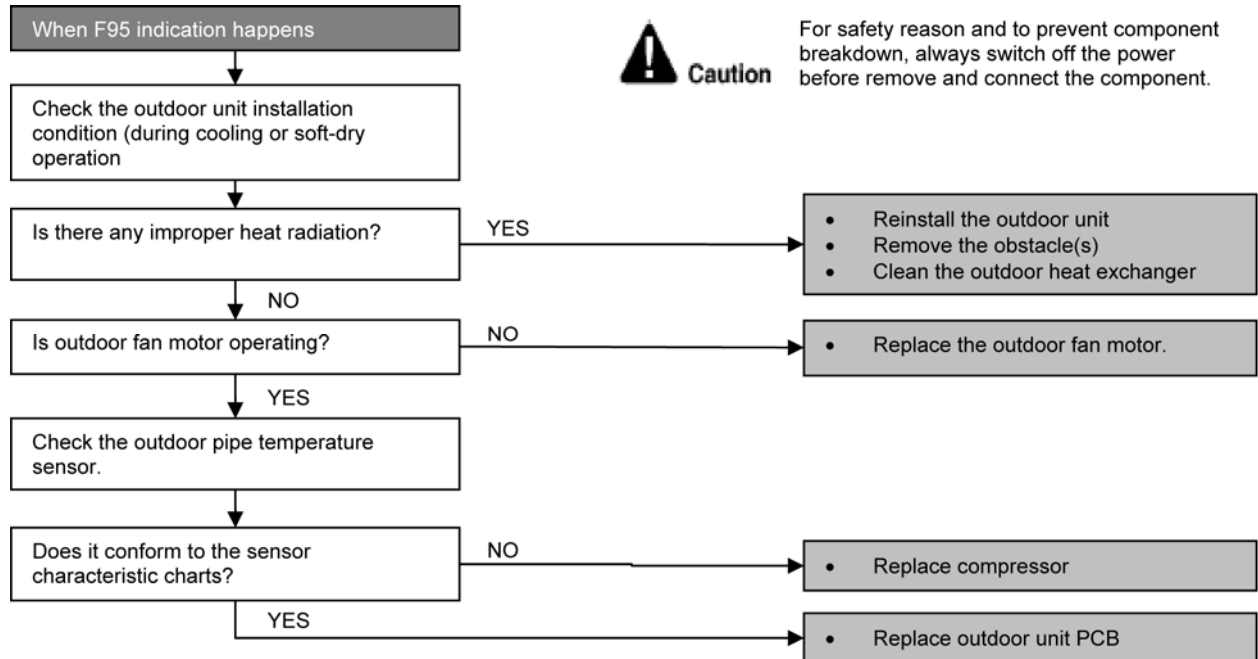 When F95 indication happens
Caution
For safety reason and to prevent component
breakdown, always switch off the power
before remove and connect the component.
Check the outdoor unit installation
condition (during cooling or soft-dry
operation
Is there any improper heat radiation?
YES
• Reinstall the outdoor unit
• Remove the obstacle(s)
• Clean the outdoor heat exchanger
NO
Is outdoor fan motor operating?
NO
• Replace the outdoor fan motor.
YES
Check the outdoor pipe temperature
sensor.
Does it conform to the sensor
characteristic charts?
NO
• Replace compressor
YES
• Replace outdoor unit PCB